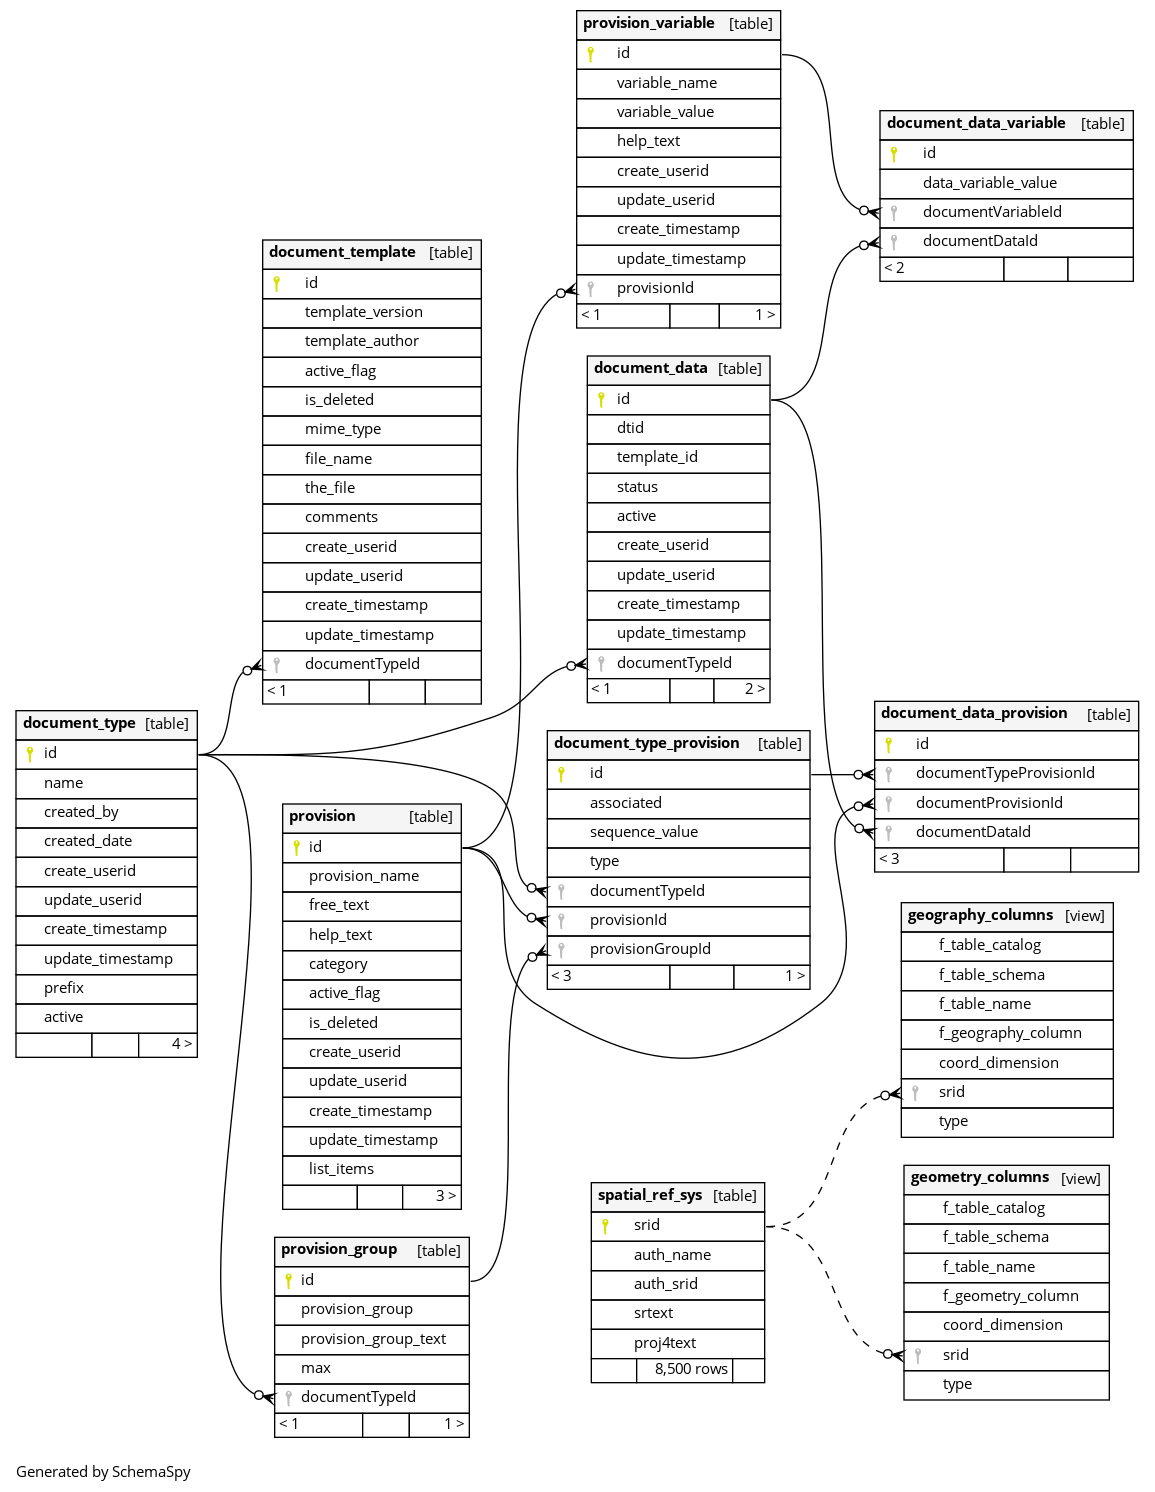 provision_variable [table]
id
variable_name
variable_value
help_text
create_userid
update_userid
create_timestamp
update_timestamp
provisionId
< 1 1 >
document_data_variable [table]
id
data_variable_value
documentVariableId
documentDataId
< 2
document_template [table]
id
template_version
template_author
active_flag
is_deleted
mime_type
file_name
the_file
comments
create_userid
update_userid
create_timestamp
update_timestamp
documentTypeId
< 1
document_data [table]
id
dtid
template_id
status
active
create_userid
update_userid
create_timestamp
update_timestamp
documentTypeId
< 1 2 >
document_type [table]
id
name
created_by
created_date
create_userid
update_userid
create_timestamp
update_timestamp
prefix
active
4 >
document_type_provision [table]
id
associated
sequence_value
type
documentTypeId
provisionId
provisionGroupId
< 3 1 >
document_data_provision [table]
id
documentTypeProvisionId
documentProvisionId
documentDataId
< 3
provision [table]
id
provision_name
free_text
help_text
category
active_flag
is_deleted
create_userid
update_userid
create_timestamp
update_timestamp
list_items
3 >
geography_columns [view]
f_table_catalog
f_table_schema
f_table_name
f_geography_column
coord_dimension
srid
type
spatial_ref_sys [table]
srid
auth_name
auth_srid
srtext
proj4text
8,500 rows
geometry_columns [view]
f_table_catalog
f_table_schema
f_table_name
f_geometry_column
coord_dimension
srid
type
provision_group [table]
id
provision_group
provision_group_text
max
documentTypeId
< 1 1 >
Generated by SchemaSpy